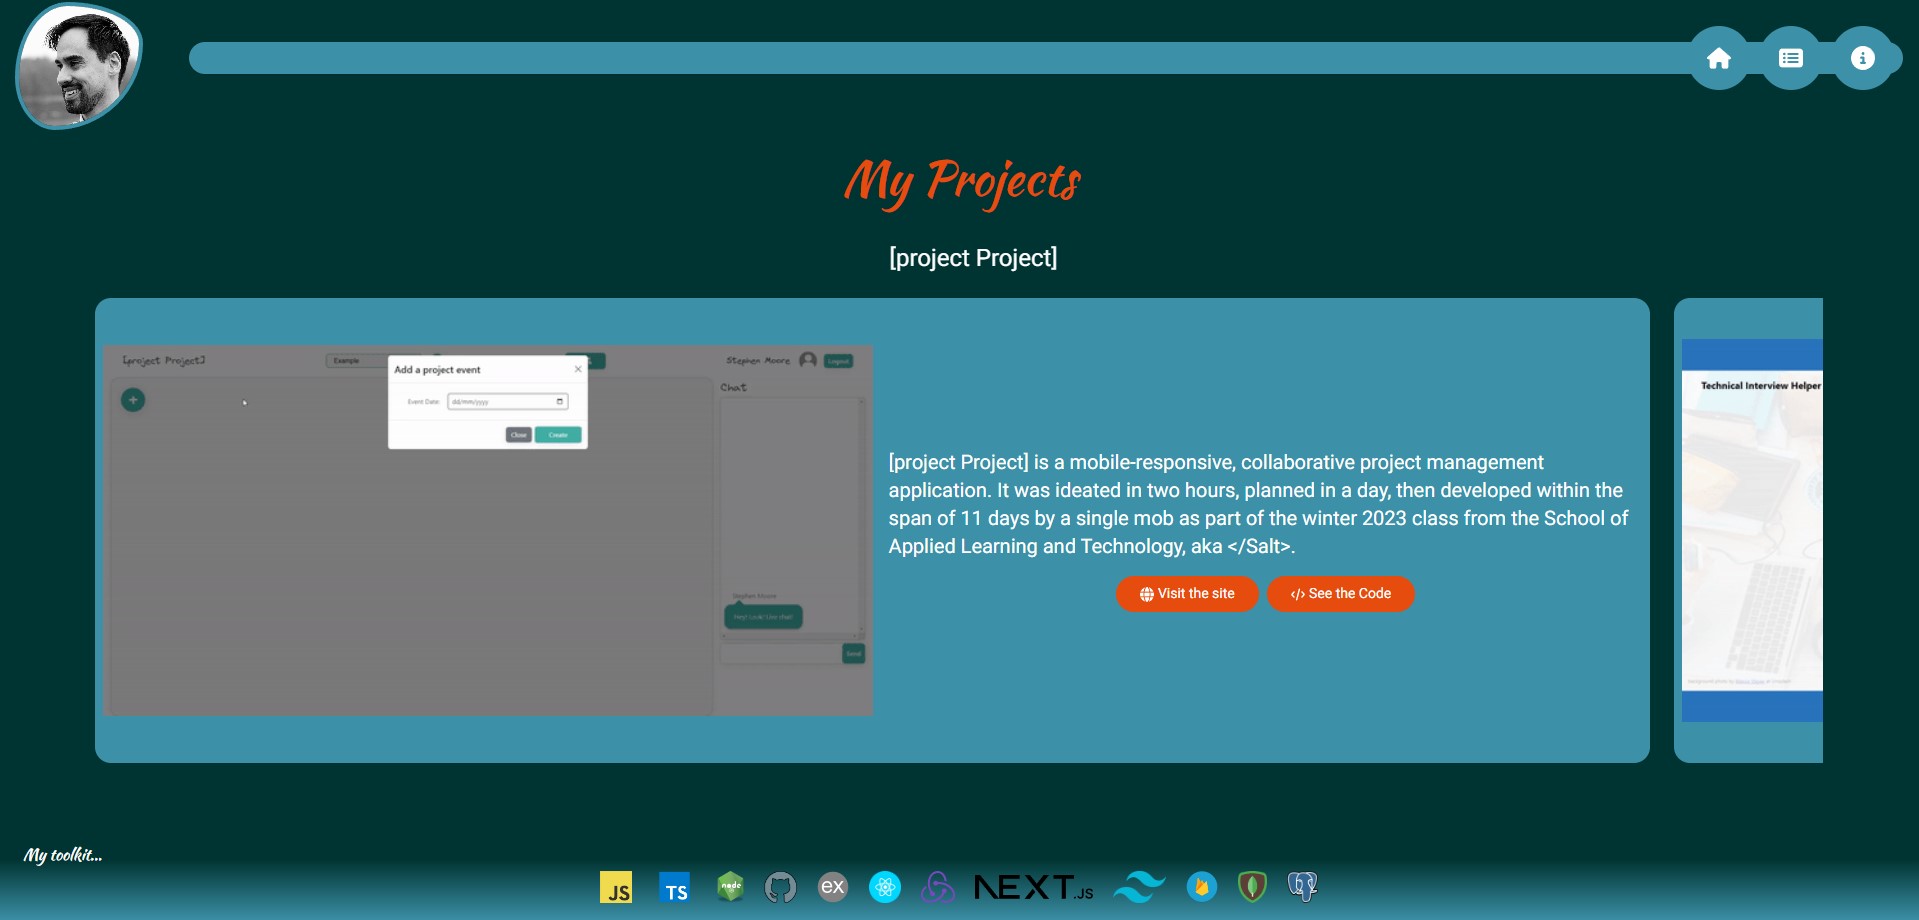 My Projects
[project Project]
[project Project]
Example
Stephen Moore
Logout
Add a project event
Event Date:
dd/mm/yyyy
Close
Create
Chat
Stephen Moore
Hey! Look! Live chat!
Send
[project Project] is a mobile-responsive, collaborative project management
application. It was ideated in two hours, planned in a day, then developed within the
span of 11 days by a single mob as part of the winter 2023 class from the School of
Applied Learning and Technology, aka </Salt>.
Visit the site
</> See the Code
Technical Interview Helper
My toolkit...
JS
TS
node
ex
NEXT.JS